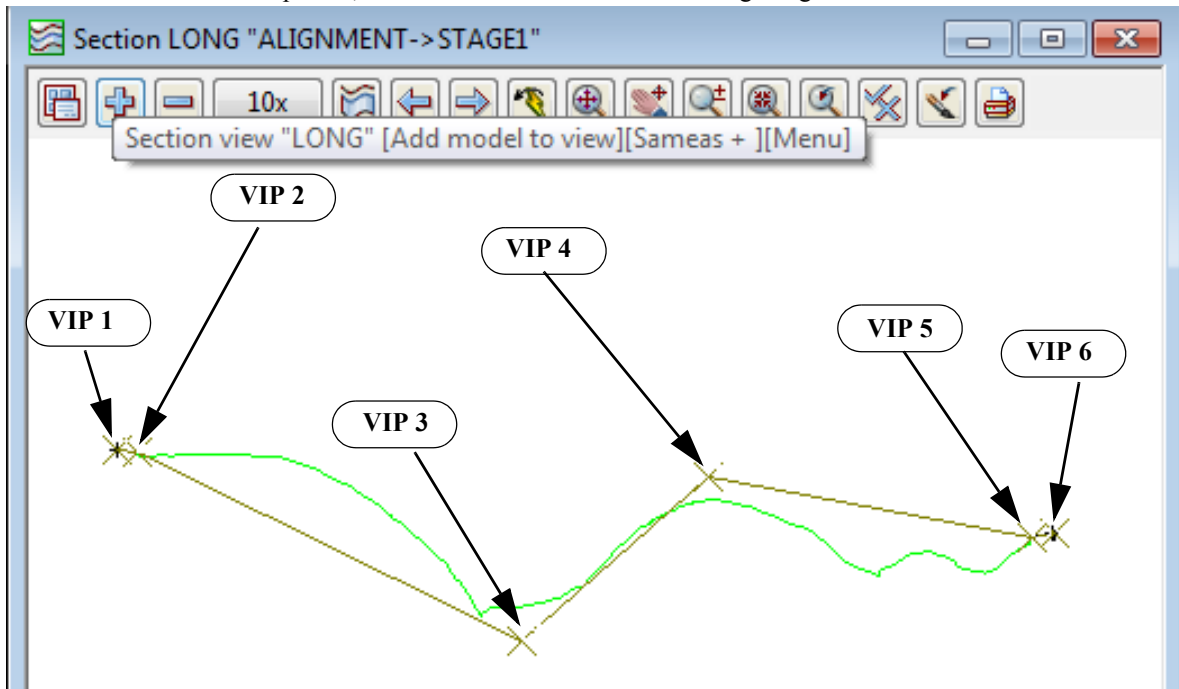 Section LONG "ALIGNMENT->STAGE1"
10x
Section view "LONG" [Add model to view][Sameas + ][Menu]
VIP 2
VIP 4
VIP 1
VIP 5
VIP 6
VIP 3